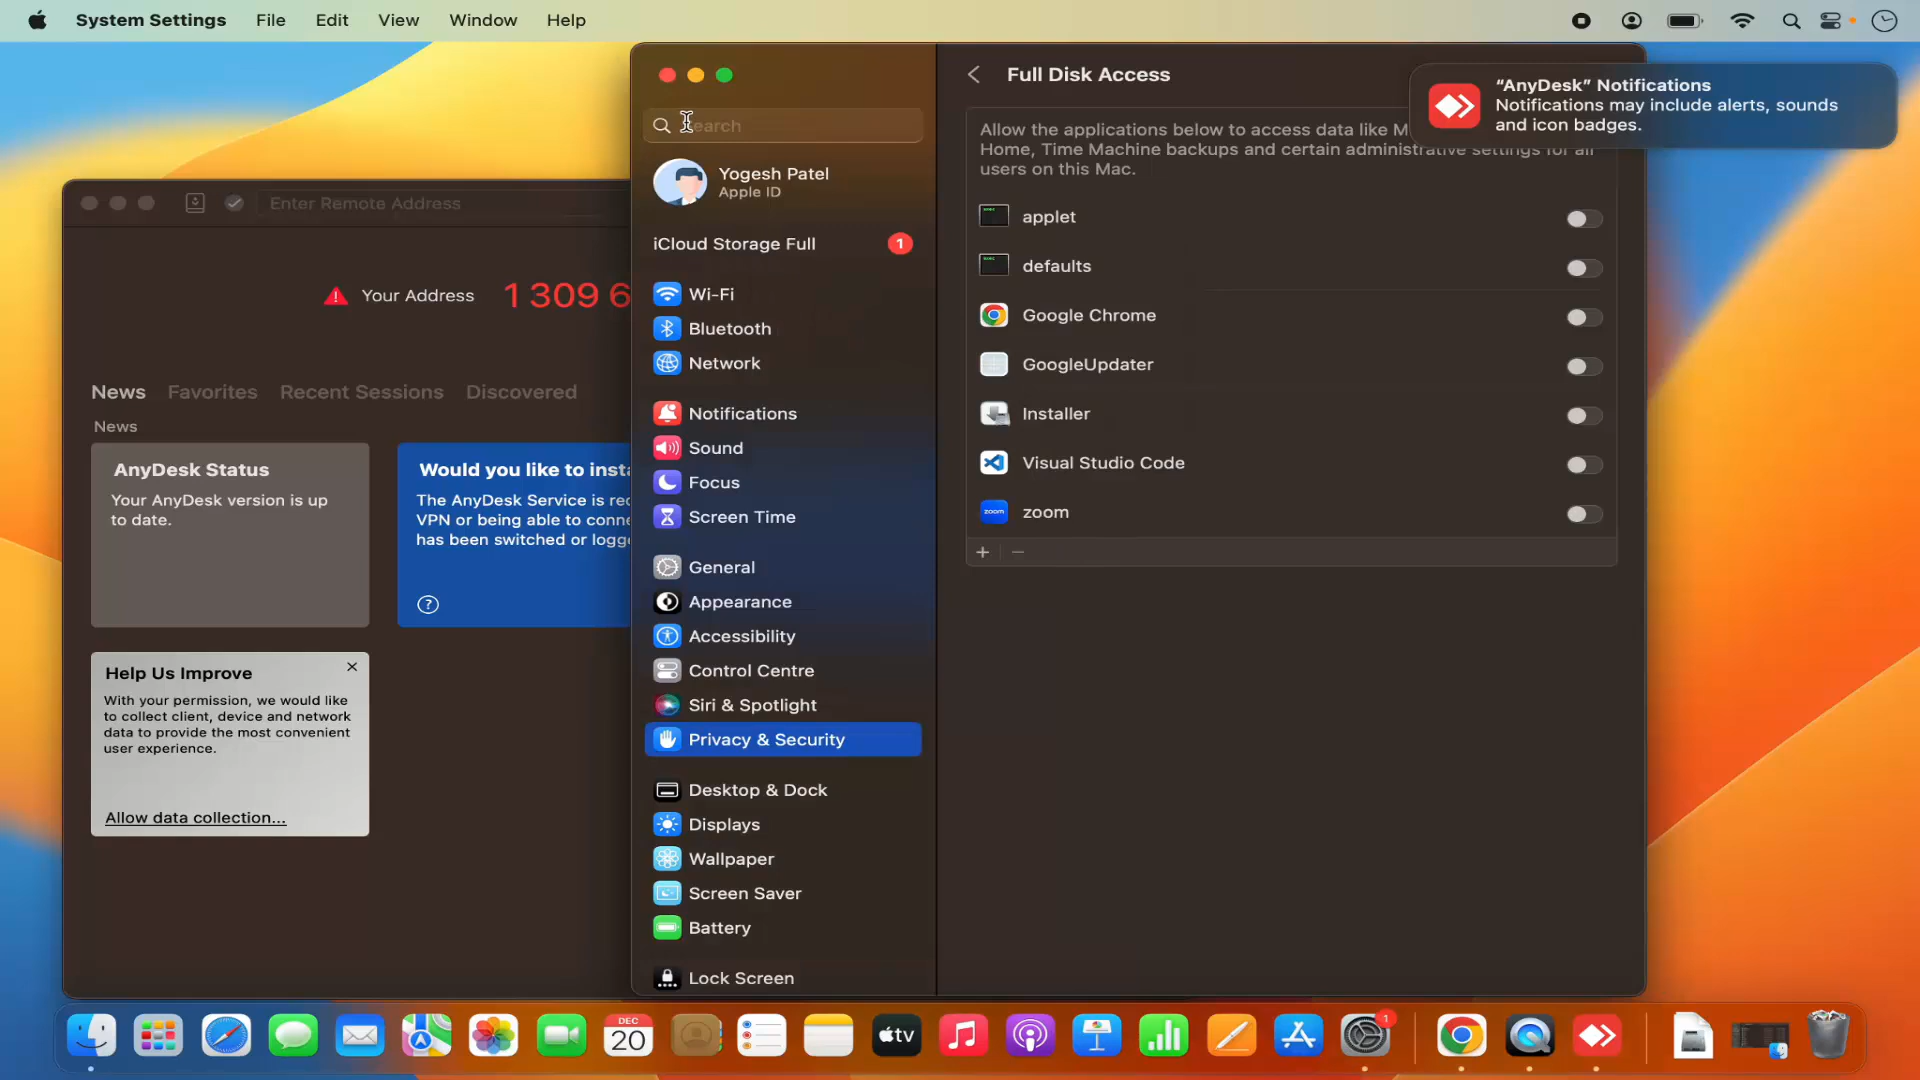 System Settings File Edit View Window Help
Full Disk Access
"AnyDesk" Notifications
Notifications may include alerts, sounds
and icon badges.
earch
Allow the applications below to access data like M
Home, Time Machine backups and certain administrative settings for all
users on this Mac.
Yogesh Patel
Apple ID
iCloud Storage Full 1
Wi-Fi
Bluetooth
Network
Notifications
Sound
Focus
Screen Time
General
Appearance
Accessibility
Control Centre
Siri & Spotlight
Privacy & Security
Desktop & Dock
Displays
Wallpaper
Screen Saver
Battery
Lock Screen
applet
defaults
Google Chrome
GoogleUpdater
Installer
Visual Studio Code
zoom
zoom
+ −
Enter Remote Address
Your Address 1 309 6
News Favorites Recent Sessions Discovered
News
AnyDesk Status
Your AnyDesk version is up
to date.
Would you like to insta
The AnyDesk Service is rec
VPN or being able to conne
has been switched or logge
?
Help Us Improve
With your permission, we would like
to collect client, device and network
data to provide the most convenient
user experience.
Allow data collection...
DEC
20
tv
1